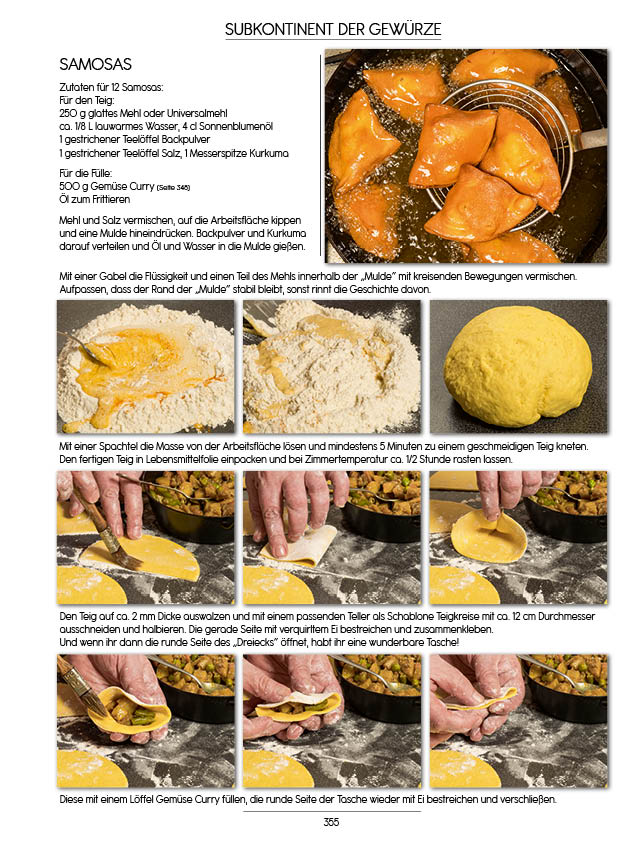 SUBKONTINENT DER GEWÜRZE
SAMOSAS
Zutaten für 12 Samosas:
Für den Teig:
250 g glattes Mehl oder Universalmehl
ca. 1/8 L lauwarmes Wasser, 4 cl Sonnenblumenöl
1 gestrichener Teelöffel Backpulver
1 gestrichener Teelöffel Salz, 1 Messerspitze Kurkuma
Für die Fülle:
500 g Gemüse Curry (Seite 348)
Öl zum Frittieren
Mehl und Salz vermischen, auf die Arbeitsfläche kippen
und eine Mulde hineindrücken. Backpulver und Kurkuma
darauf verteilen und Öl und Wasser in die Mulde gießen.
Mit einer Gabel die Flüssigkeit und einen Teil des Mehls innerhalb der „Mulde“ mit kreisenden Bewegungen vermischen.
Aufpassen, dass der Rand der „Mulde“ stabil bleibt, sonst rinnt die Geschichte davon.
Mit einer Spachtel die Masse von der Arbeitsfläche lösen und mindestens 5 Minuten zu einem geschmeidigen Teig kneten.
Den fertigen Teig in Lebensmittelfolie einpacken und bei Zimmertemperatur ca. 1/2 Stunde rasten lassen.
Den Teig auf ca. 2 mm Dicke auswalzen und mit einem passenden Teller als Schablone Teigkreise mit ca. 12 cm Durchmesser
ausschneiden und halbieren. Die gerade Seite mit verquirltem Ei bestreichen und zusammenkleben.
Und wenn ihr dann die runde Seite des „Dreiecks“ öffnet, habt ihr eine wunderbare Tasche!
Diese mit einem Löffel Gemüse Curry füllen, die runde Seite der Tasche wieder mit Ei bestreichen und verschließen.
355